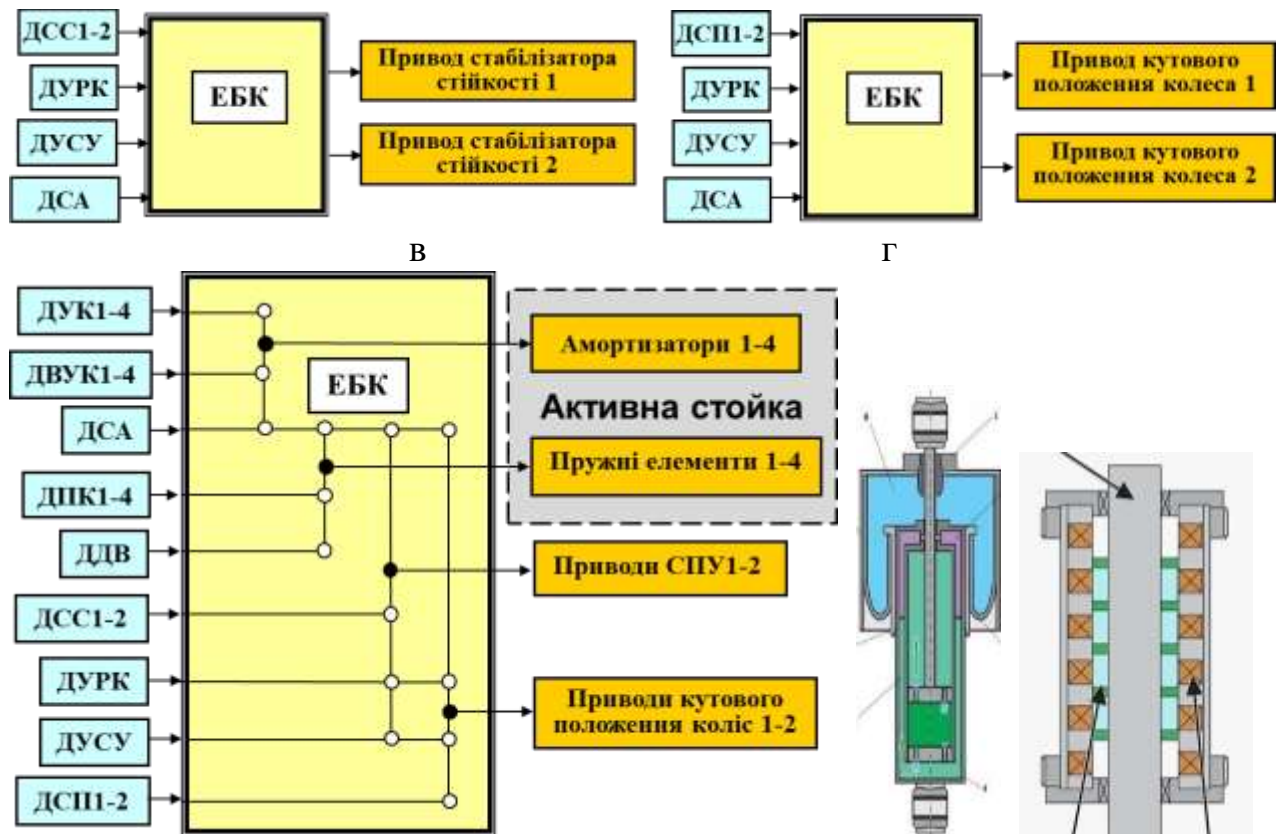 ДСС1-2
ДУРК
ДУСУ
ДСА
ЕБК
Привод стабілізатора
стійкості 1
Привод стабілізатора
стійкості 2
ДСП1-2
ДУРК
ДУСУ
ДСА
ЕБК
Привод кутового
положення колеса 1
Привод кутового
положення колеса 2
в
г
ДУК1-4
ДВУК1-4
ДСА
ДПК1-4
ДДВ
ДСС1-2
ДУРК
ДУСУ
ДСП1-2
ЕБК
Амортизатори 1-4
Активна стойка
Пружні елементи 1-4
Приводи СПУ1-2
Приводи кутового
положення коліс 1-2